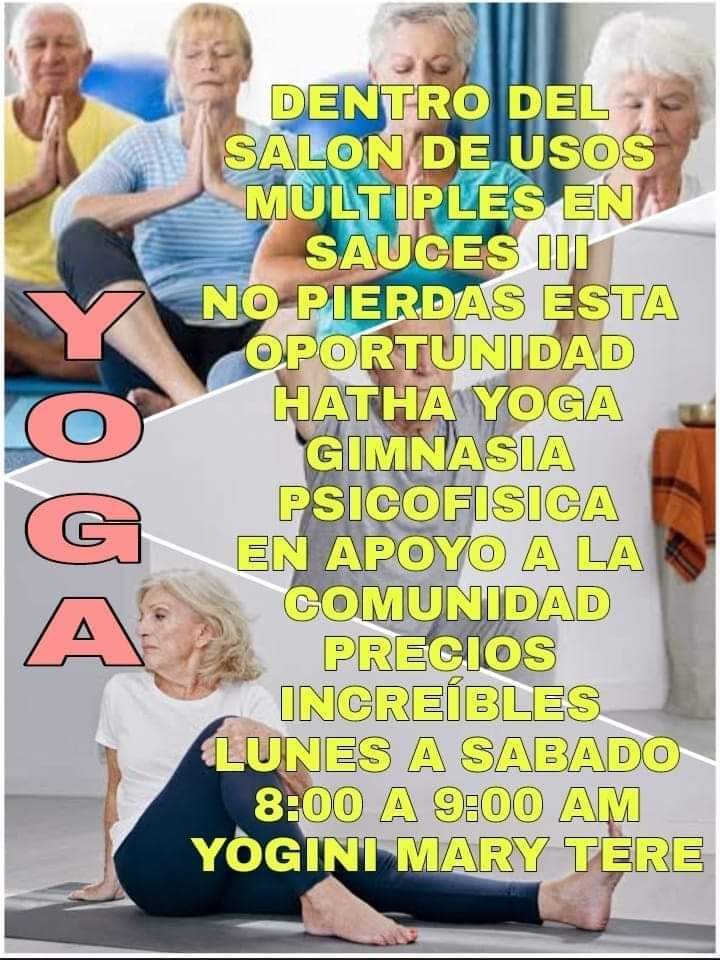 YOGA
DENTRO DEL
SALON DE USOS
MULTIPLES EN
SAUCES III
NO PIERDAS ESTA
OPORTUNIDAD
HATHA YOGA
GIMNASIA
PSICOFISICA
EN APOYO A LA
COMUNIDAD
PRECIOS
INCREÍBLES
LUNES A SABADO
8:00 A 9:00 AM
YOGINI MARY TERE